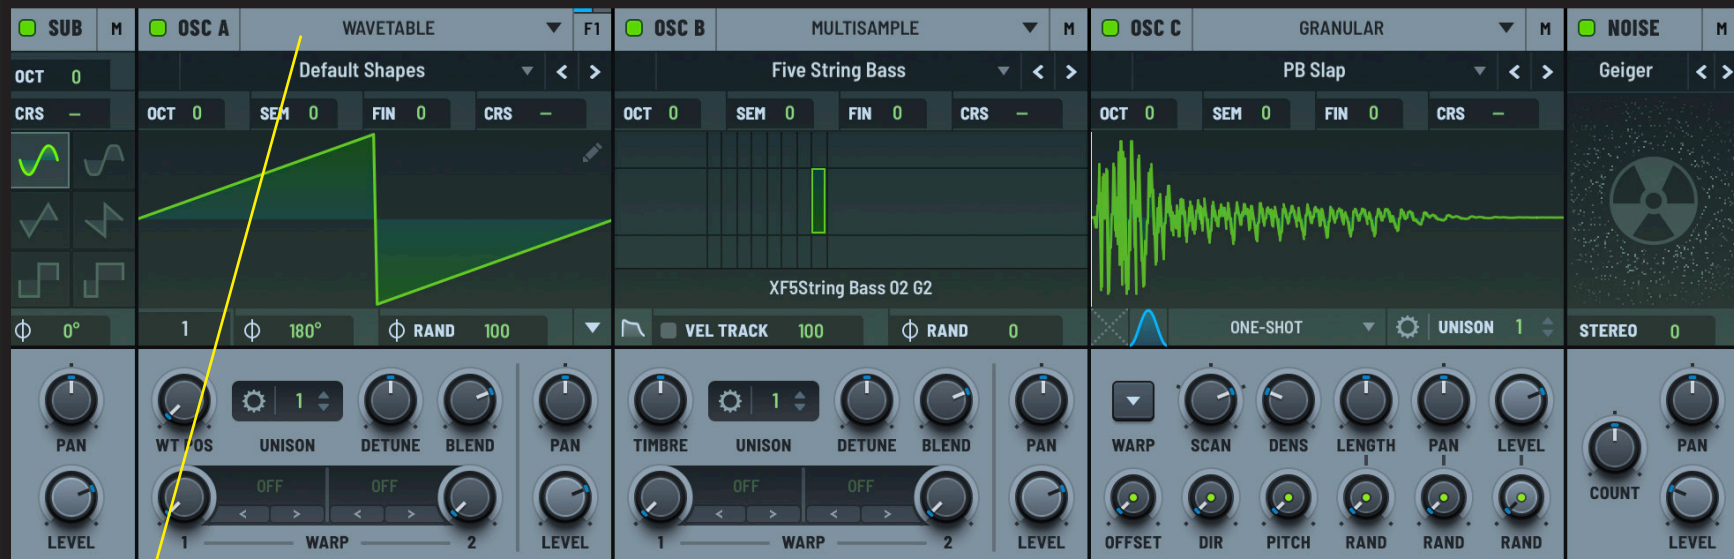 SUB M OSC A WAVETABLE F1 OSC B MULTISAMPLE M OSC C GRANULAR M NOISE M
OCT 0 Default Shapes < > Five String Bass < > PB Slap < > Geiger < >
CRS – OCT 0 SEM 0 FIN 0 CRS – OCT 0 SEM 0 FIN 0 CRS – OCT 0 SEM 0 FIN 0 CRS –
XF5String Bass 02 G2
0° 1 180° RAND 100 VEL TRACK 100 RAND 0 ONE-SHOT UNISON 1 STEREO 0
1 1
PAN WT POS UNISON DETUNE BLEND PAN TIMBRE UNISON DETUNE BLEND PAN WARP SCAN DENS LENGTH PAN LEVEL PAN
OFF OFF OFF OFF COUNT
< > < > < > < >
LEVEL 1 WARP 2 LEVEL 1 WARP 2 LEVEL OFFSET DIR PITCH RAND RAND RAND LEVEL